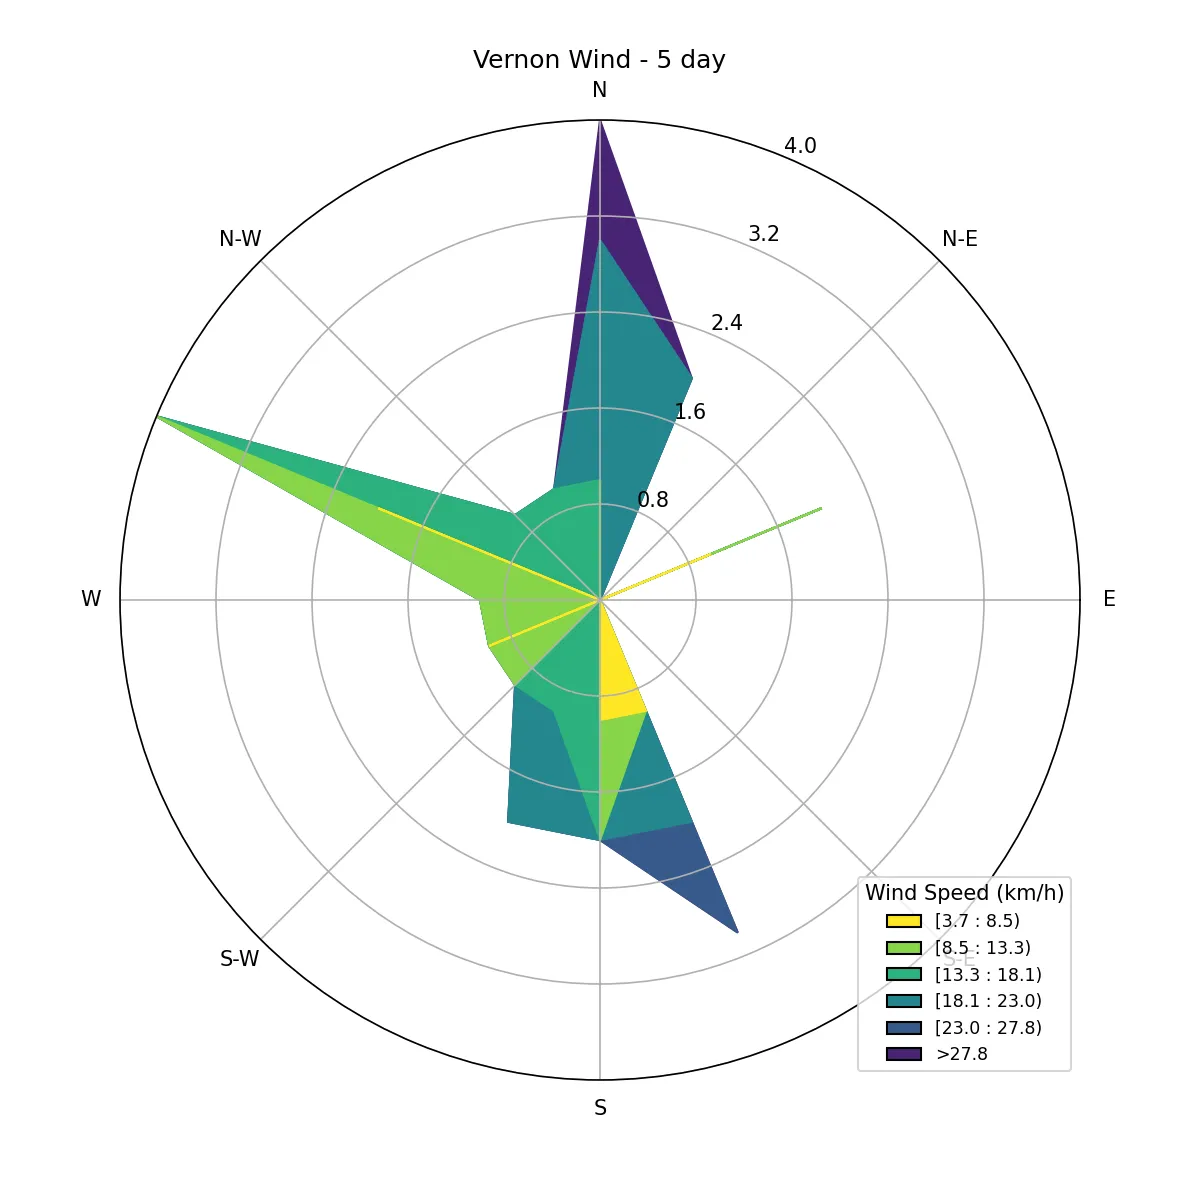 Vernon Wind - 5 day
N
4.0
N-W
3.2
N-E
2.4
1.6
0.8
W
E
S-W
S-E
S
Wind Speed (km/h)
[3.7 : 8.5)
[8.5 : 13.3)
[13.3 : 18.1)
[18.1 : 23.0)
[23.0 : 27.8)
>27.8